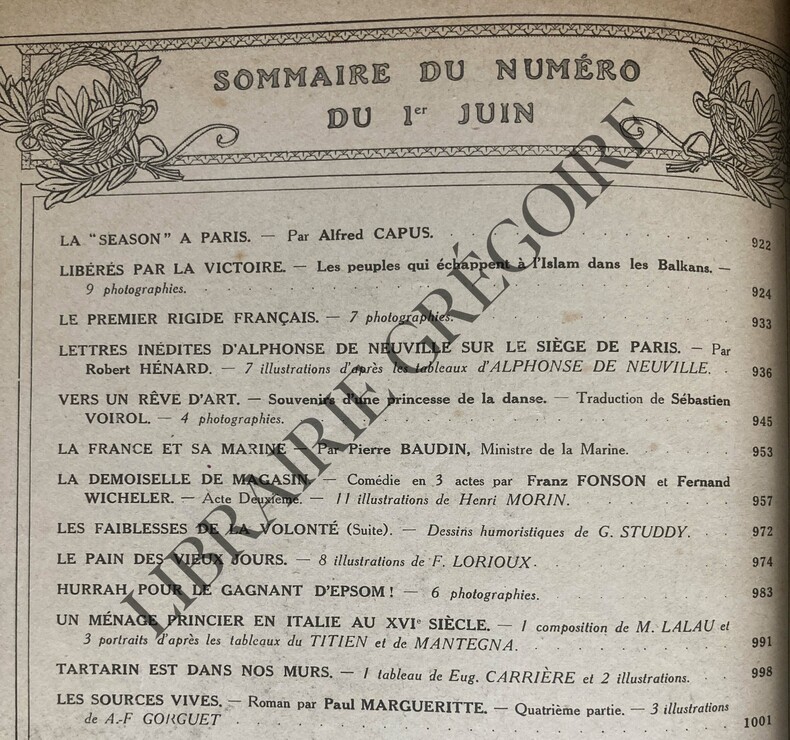 SOMMAIRE DU NUMÉRO
DU 1er JUIN
LA "SEASON" A PARIS. — Par Alfred CAPUS. 922
LIBÉRÉS PAR LA VICTOIRE. — Les peuples qui échappent à l'Islam dans les Balkans. —
9 photographies. 924
LE PREMIER RIGIDE FRANÇAIS. — 7 photographies. 933
LETTRES INÉDITES D'ALPHONSE DE NEUVILLE SUR LE SIÈGE DE PARIS. — Par
Robert HÉNARD. — 7 illustrations d'après les tableaux d'ALPHONSE DE NEUVILLE. 936
VERS UN RÊVE D'ART. — Souvenirs d'une princesse de la danse. — Traduction de Sébastien
VOIROL. — 4 photographies. 945
LA FRANCE ET SA MARINE — Par Pierre BAUDIN, Ministre de la Marine. 953
LA DEMOISELLE DE MAGASIN. — Comédie en 3 actes par Franz FONSON et Fernand
WICHELER. — Acte Deuxième. — 11 illustrations de Henri MORIN. 957
LES FAIBLESSES DE LA VOLONTÉ (Suite). — Dessins humoristiques de G. STUDDY. 972
LE PAIN DES VIEUX JOURS. — 8 illustrations de F. LORIOUX. 974
HURRAH POUR LE GAGNANT D'EPSOM ! — 6 photographies. 983
UN MÉNAGE PRINCIER EN ITALIE AU XVIe SIÈCLE. — 1 composition de M. LALAU et
3 portraits d'après les tableaux du TITIEN et de MANTEGNA. 991
TARTARIN EST DANS NOS MURS. — 1 tableau de Eug. CARRIÈRE et 2 illustrations. 998
LES SOURCES VIVES. — Roman par Paul MARGUERITTE. — Quatrième partie. — 3 illustrations
de A.-F GORGUET 1001
LIBRAIRIE GRÉGOIRE